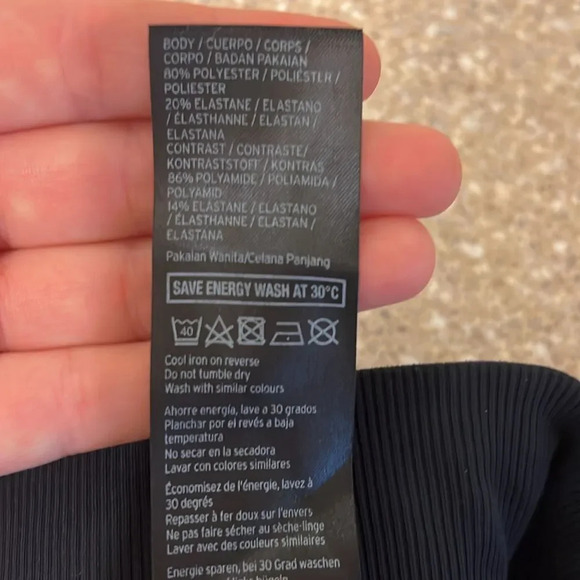 BODY / CUERPO / CORPS /
CORPO / BADAN PAKAIAN
80% POLYESTER / POLIÉSTER /
POLIESTER
20% ELASTANE / ELASTANO
/ ÉLASTHANNE / ELASTAN /
ELASTANA
CONTRAST / CONTRASTE /
KONTRASTSTOFF / KONTRAS
86% POLYAMIDE / POLIAMIDA /
POLYAMID
14% ELASTANE / ELASTANO
/ ÉLASTHANNE / ELASTAN /
ELASTANA
Pakaian Wanita/Celana Panjang
SAVE ENERGY WASH AT 30°C
40
Cool iron on reverse
Do not tumble dry
Wash with similar colours
Ahorre energía, lave a 30 grados
Planchar por el revés a baja
temperatura
No secar en la secadora
Lavar con colores similares
Économisez de l'énergie, lavez à
30 degrés
Repasser à fer doux sur l'envers
Ne pas faire sécher au sèche-linge
Laver avec des couleurs similaires
Energie sparen, bei 30 Grad waschen